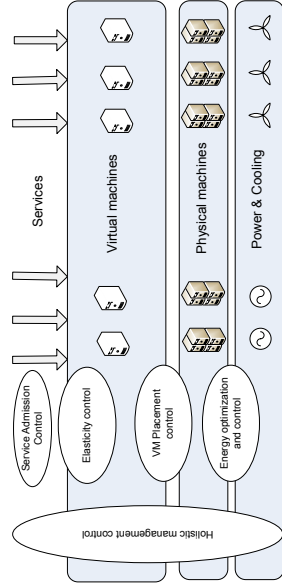 Services
Virtual machines
Physical machines
Power & Cooling
Service Admission
Control
Elasticity control
VM Placement
control
Energy optimization
and control
Holistic management control